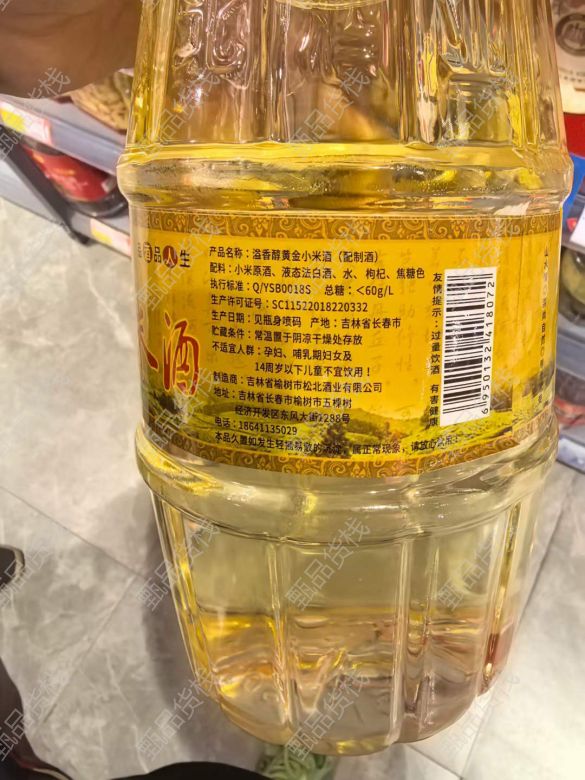 品人生
产品名称：溢香醇黄金小米酒（配制酒）
配料：小米原酒、液态法白酒、水、枸杞、焦糖色
执行标准：Q/YSB0018S 总糖：＜60g/L
生产许可证号：SC11522018220332
生产日期：见瓶身喷码 产地：吉林省长春市
贮藏条件：常温置于阴凉干燥处存放
不适宜人群：孕妇、哺乳期妇女及
14周岁以下儿童不宜饮用！
制造商：吉林省榆树市松北酒业有限公司
地址：吉林省长春市榆树市五棵树
经济开发区东风大街1288号
电话：18641135029
本品久置如发生轻微 沉淀，属正常现象，请放心
米酒
友情提示：过量饮酒 有害健康
6950132418072
甄品货栈